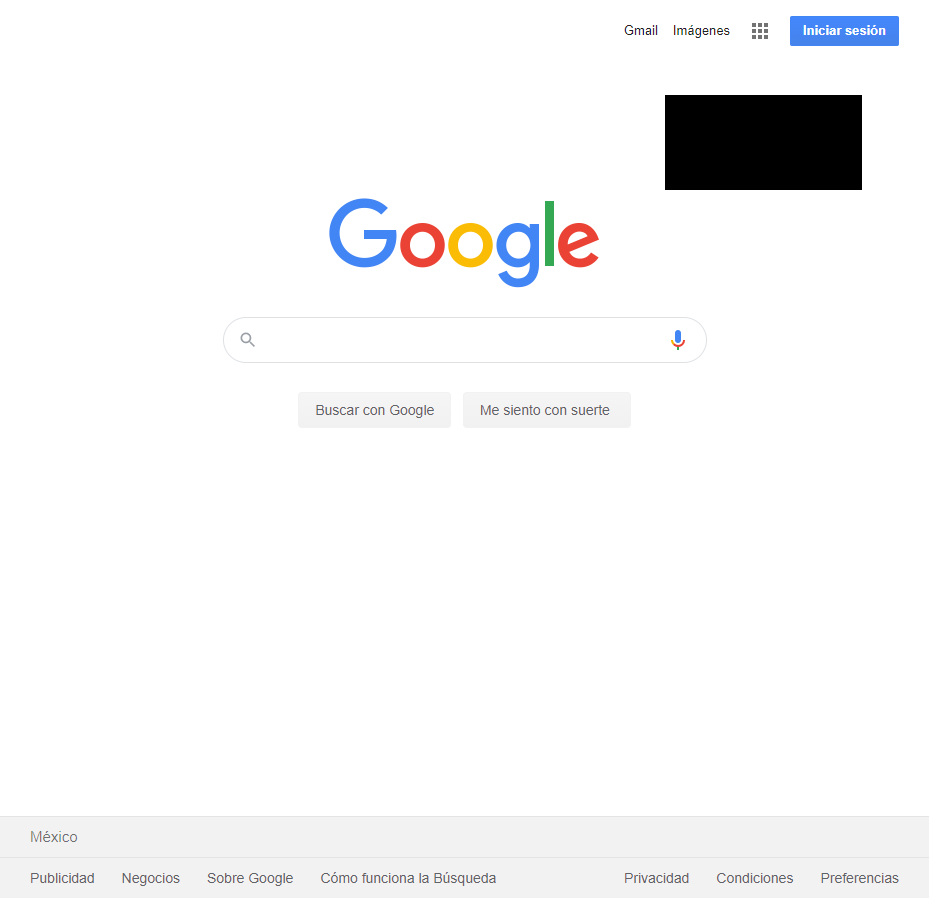 Gmail Imágenes Iniciar sesión
Google
Buscar con Google Me siento con suerte
México
Publicidad Negocios Sobre Google Cómo funciona la Búsqueda Privacidad Condiciones Preferencias